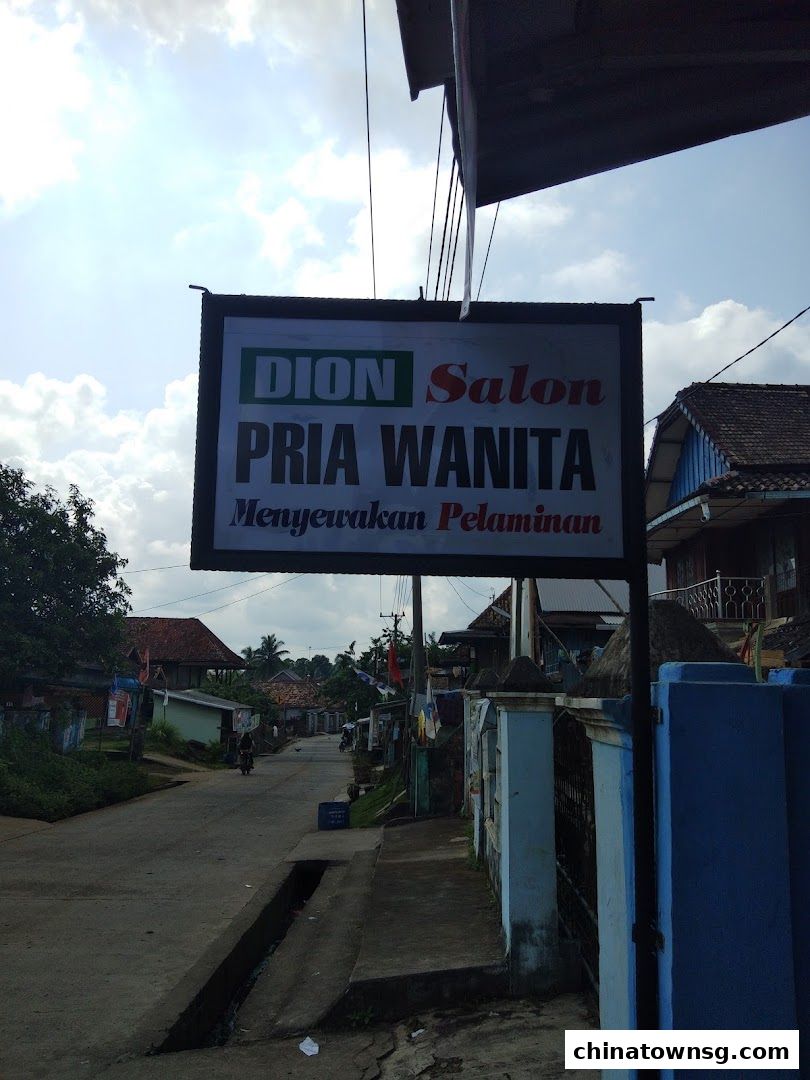 DION Salon
PRIA WANITA
Menyewakan Pelaminan
chinatownsg.com